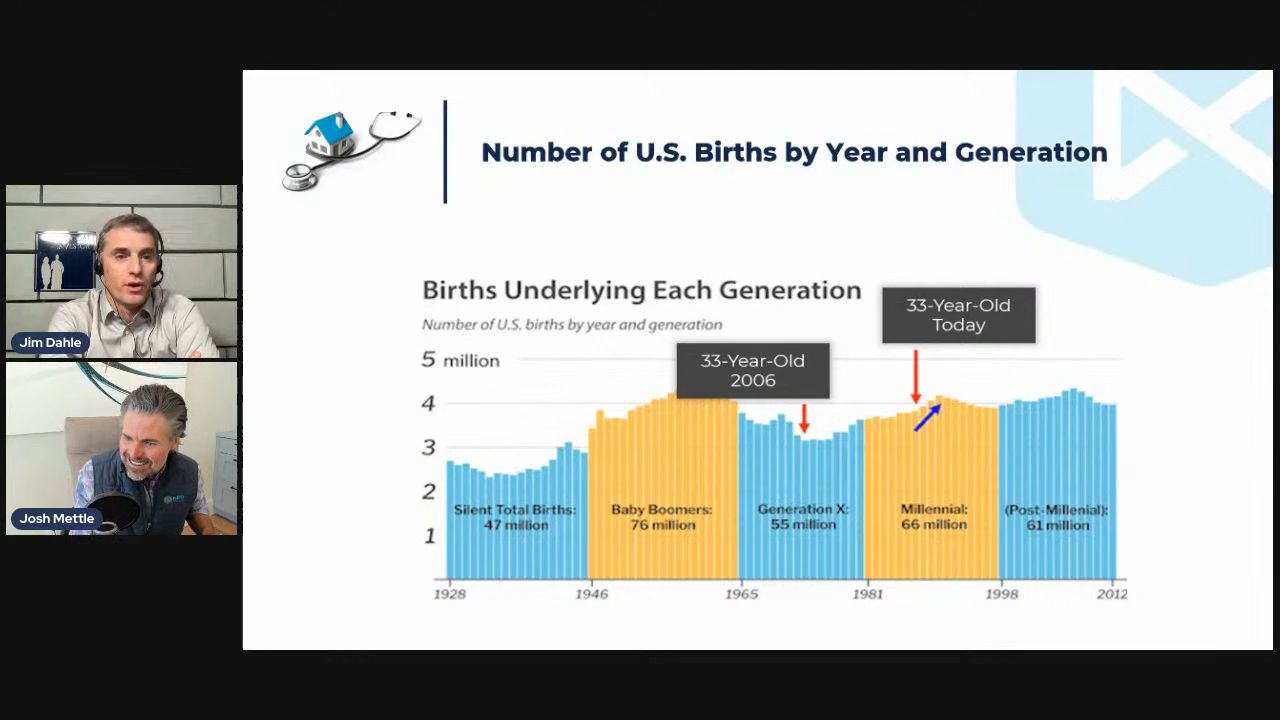 Number of U.S. Births by Year and Generation
Births Underlying Each Generation
Number of U.S. births by year and generation
33-Year-Old
Today
33-Year-Old
2006
5 million
4
3
2
1
Silent Total Births:
47 million
Baby Boomers:
76 million
Generation X:
55 million
Millennial:
66 million
(Post-Millenial):
61 million
1928
1946
1965
1981
1998
2012
Jim Dahle
Josh Mettle